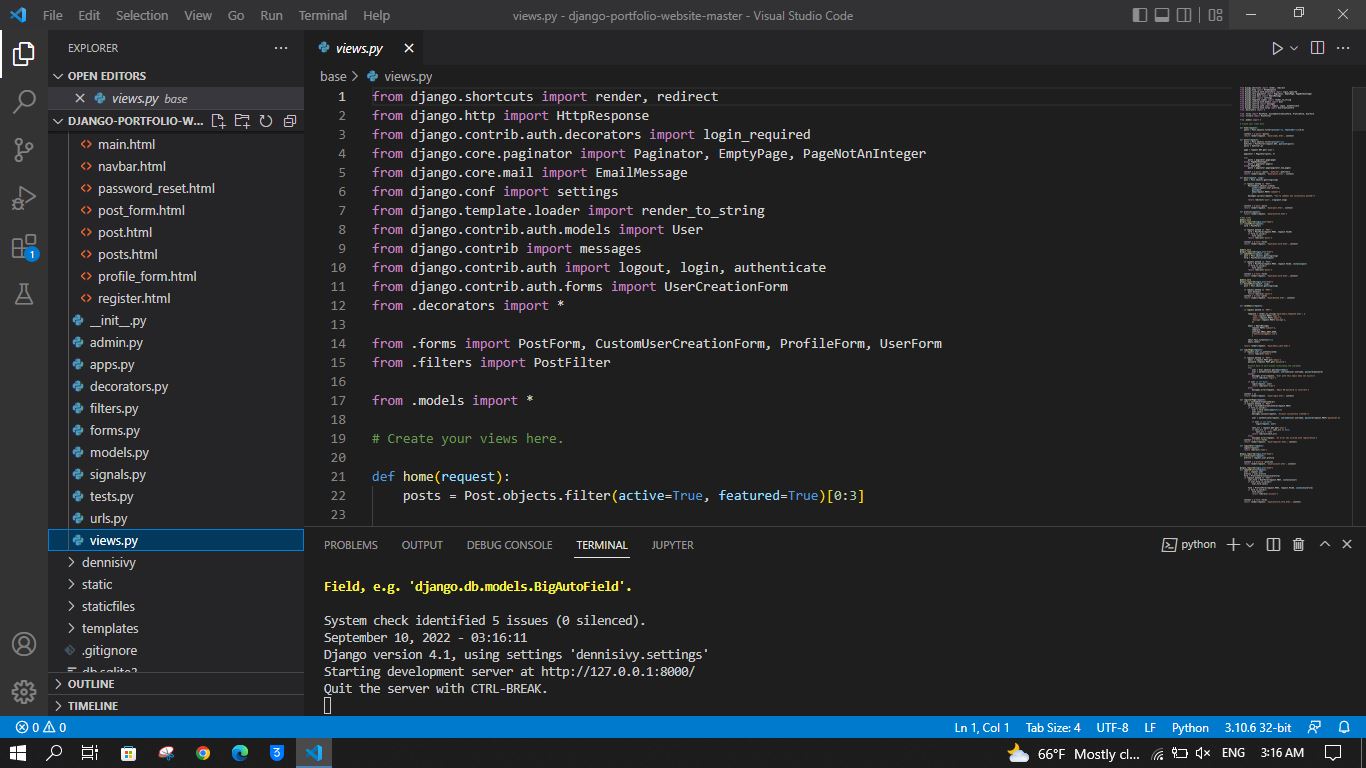 File Edit Selection View Go Run Terminal Help
views.py - django-portfolio-website-master - Visual Studio Code
EXPLORER
OPEN EDITORS
views.py base
DJANGO-PORTFOLIO-W...
main.html
navbar.html
password_reset.html
post_form.html
post.html
posts.html
profile_form.html
register.html
__init__.py
admin.py
apps.py
decorators.py
filters.py
forms.py
models.py
signals.py
tests.py
urls.py
views.py
dennisivy
static
staticfiles
templates
.gitignore
db.sqlite3
OUTLINE
TIMELINE
1
views.py
base > views.py
1 from django.shortcuts import render, redirect
2 from django.http import HttpResponse
3 from django.contrib.auth.decorators import login_required
4 from django.core.paginator import Paginator, EmptyPage, PageNotAnInteger
5 from django.core.mail import EmailMessage
6 from django.conf import settings
7 from django.template.loader import render_to_string
8 from django.contrib.auth.models import User
9 from django.contrib import messages
10 from django.contrib.auth import logout, login, authenticate
11 from django.contrib.auth.forms import UserCreationForm
12 from .decorators import *
13
14 from .forms import PostForm, CustomUserCreationForm, ProfileForm, UserForm
15 from .filters import PostFilter
16
17 from .models import *
18
19 # Create your views here.
20
21 def home(request):
22 posts = Post.objects.filter(active=True, featured=True)[0:3]
23
PROBLEMS OUTPUT DEBUG CONSOLE TERMINAL JUPYTER
python
Field, e.g. 'django.db.models.BigAutoField'.
System check identified 5 issues (0 silenced).
September 10, 2022 - 03:16:11
Django version 4.1, using settings 'dennisivy.settings'
Starting development server at http://127.0.0.1:8000/
Quit the server with CTRL-BREAK.
0 0
Ln 1, Col 1 Tab Size: 4 UTF-8 LF Python 3.10.6 32-bit
3
66°F Mostly cl... ENG 3:16 AM